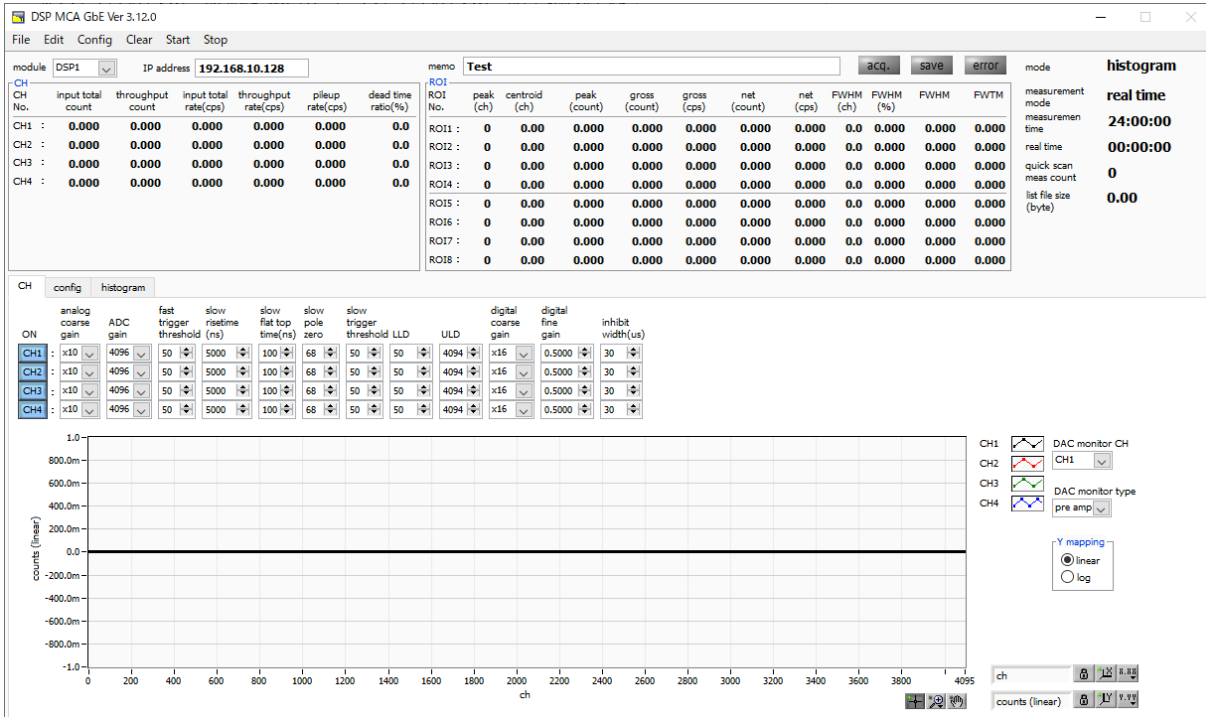 DSP MCA GbE Ver 3.12.0
File Edit Config Clear Start Stop
module DSP1 IP address 192.168.10.128 memo Test acq. save error mode histogram
CH
CH No. input total count throughput count input total rate(cps) throughput rate(cps) pileup rate(cps) dead time ratio(%)
CH1 : 0.000 0.000 0.000 0.000 0.000 0.0
CH2 : 0.000 0.000 0.000 0.000 0.000 0.0
CH3 : 0.000 0.000 0.000 0.000 0.000 0.0
CH4 : 0.000 0.000 0.000 0.000 0.000 0.0
ROI
ROI No. peak (ch) centroid (ch) peak (count) gross (count) gross (cps) net (count) net (cps) FWHM (ch) FWHM (%) FWHM FWTM
ROI1 : 0 0.00 0.000 0.000 0.000 0.000 0.000 0.0 0.000 0.000 0.000
ROI2 : 0 0.00 0.000 0.000 0.000 0.000 0.000 0.0 0.000 0.000 0.000
ROI3 : 0 0.00 0.000 0.000 0.000 0.000 0.000 0.0 0.000 0.000 0.000
ROI4 : 0 0.00 0.000 0.000 0.000 0.000 0.000 0.0 0.000 0.000 0.000
ROI5 : 0 0.00 0.000 0.000 0.000 0.000 0.000 0.0 0.000 0.000 0.000
ROI6 : 0 0.00 0.000 0.000 0.000 0.000 0.000 0.0 0.000 0.000 0.000
ROI7 : 0 0.00 0.000 0.000 0.000 0.000 0.000 0.0 0.000 0.000 0.000
ROI8 : 0 0.00 0.000 0.000 0.000 0.000 0.000 0.0 0.000 0.000 0.000
measurement mode real time
measuremen time 24:00:00
real time 00:00:00
quick scan meas count 0
list file size (byte) 0.00
CH config histogram
ON analog coarse gain ADC gain fast trigger threshold slow risetime (ns) slow flat top time(ns) slow pole zero slow trigger threshold LLD ULD digital coarse gain digital fine gain inhibit width(us)
CH1 : x10 4096 50 5000 100 68 50 50 4094 x16 0.5000 30
CH2 : x10 4096 50 5000 100 68 50 50 4094 x16 0.5000 30
CH3 : x10 4096 50 5000 100 68 50 50 4094 x16 0.5000 30
CH4 : x10 4096 50 5000 100 68 50 50 4094 x16 0.5000 30
counts (linear)
1.0
800.0m
600.0m
400.0m
200.0m
0.0
-200.0m
-400.0m
-600.0m
-800.0m
-1.0
0 200 400 600 800 1000 1200 1400 1600 1800 2000 2200 2400 2600 2800 3000 3200 3400 3600 3800 4095
ch
CH1
CH2
CH3
CH4
DAC monitor CH
CH1
DAC monitor type
pre amp
Y mapping
linear
log
ch X.XX
counts (linear) Y.YY